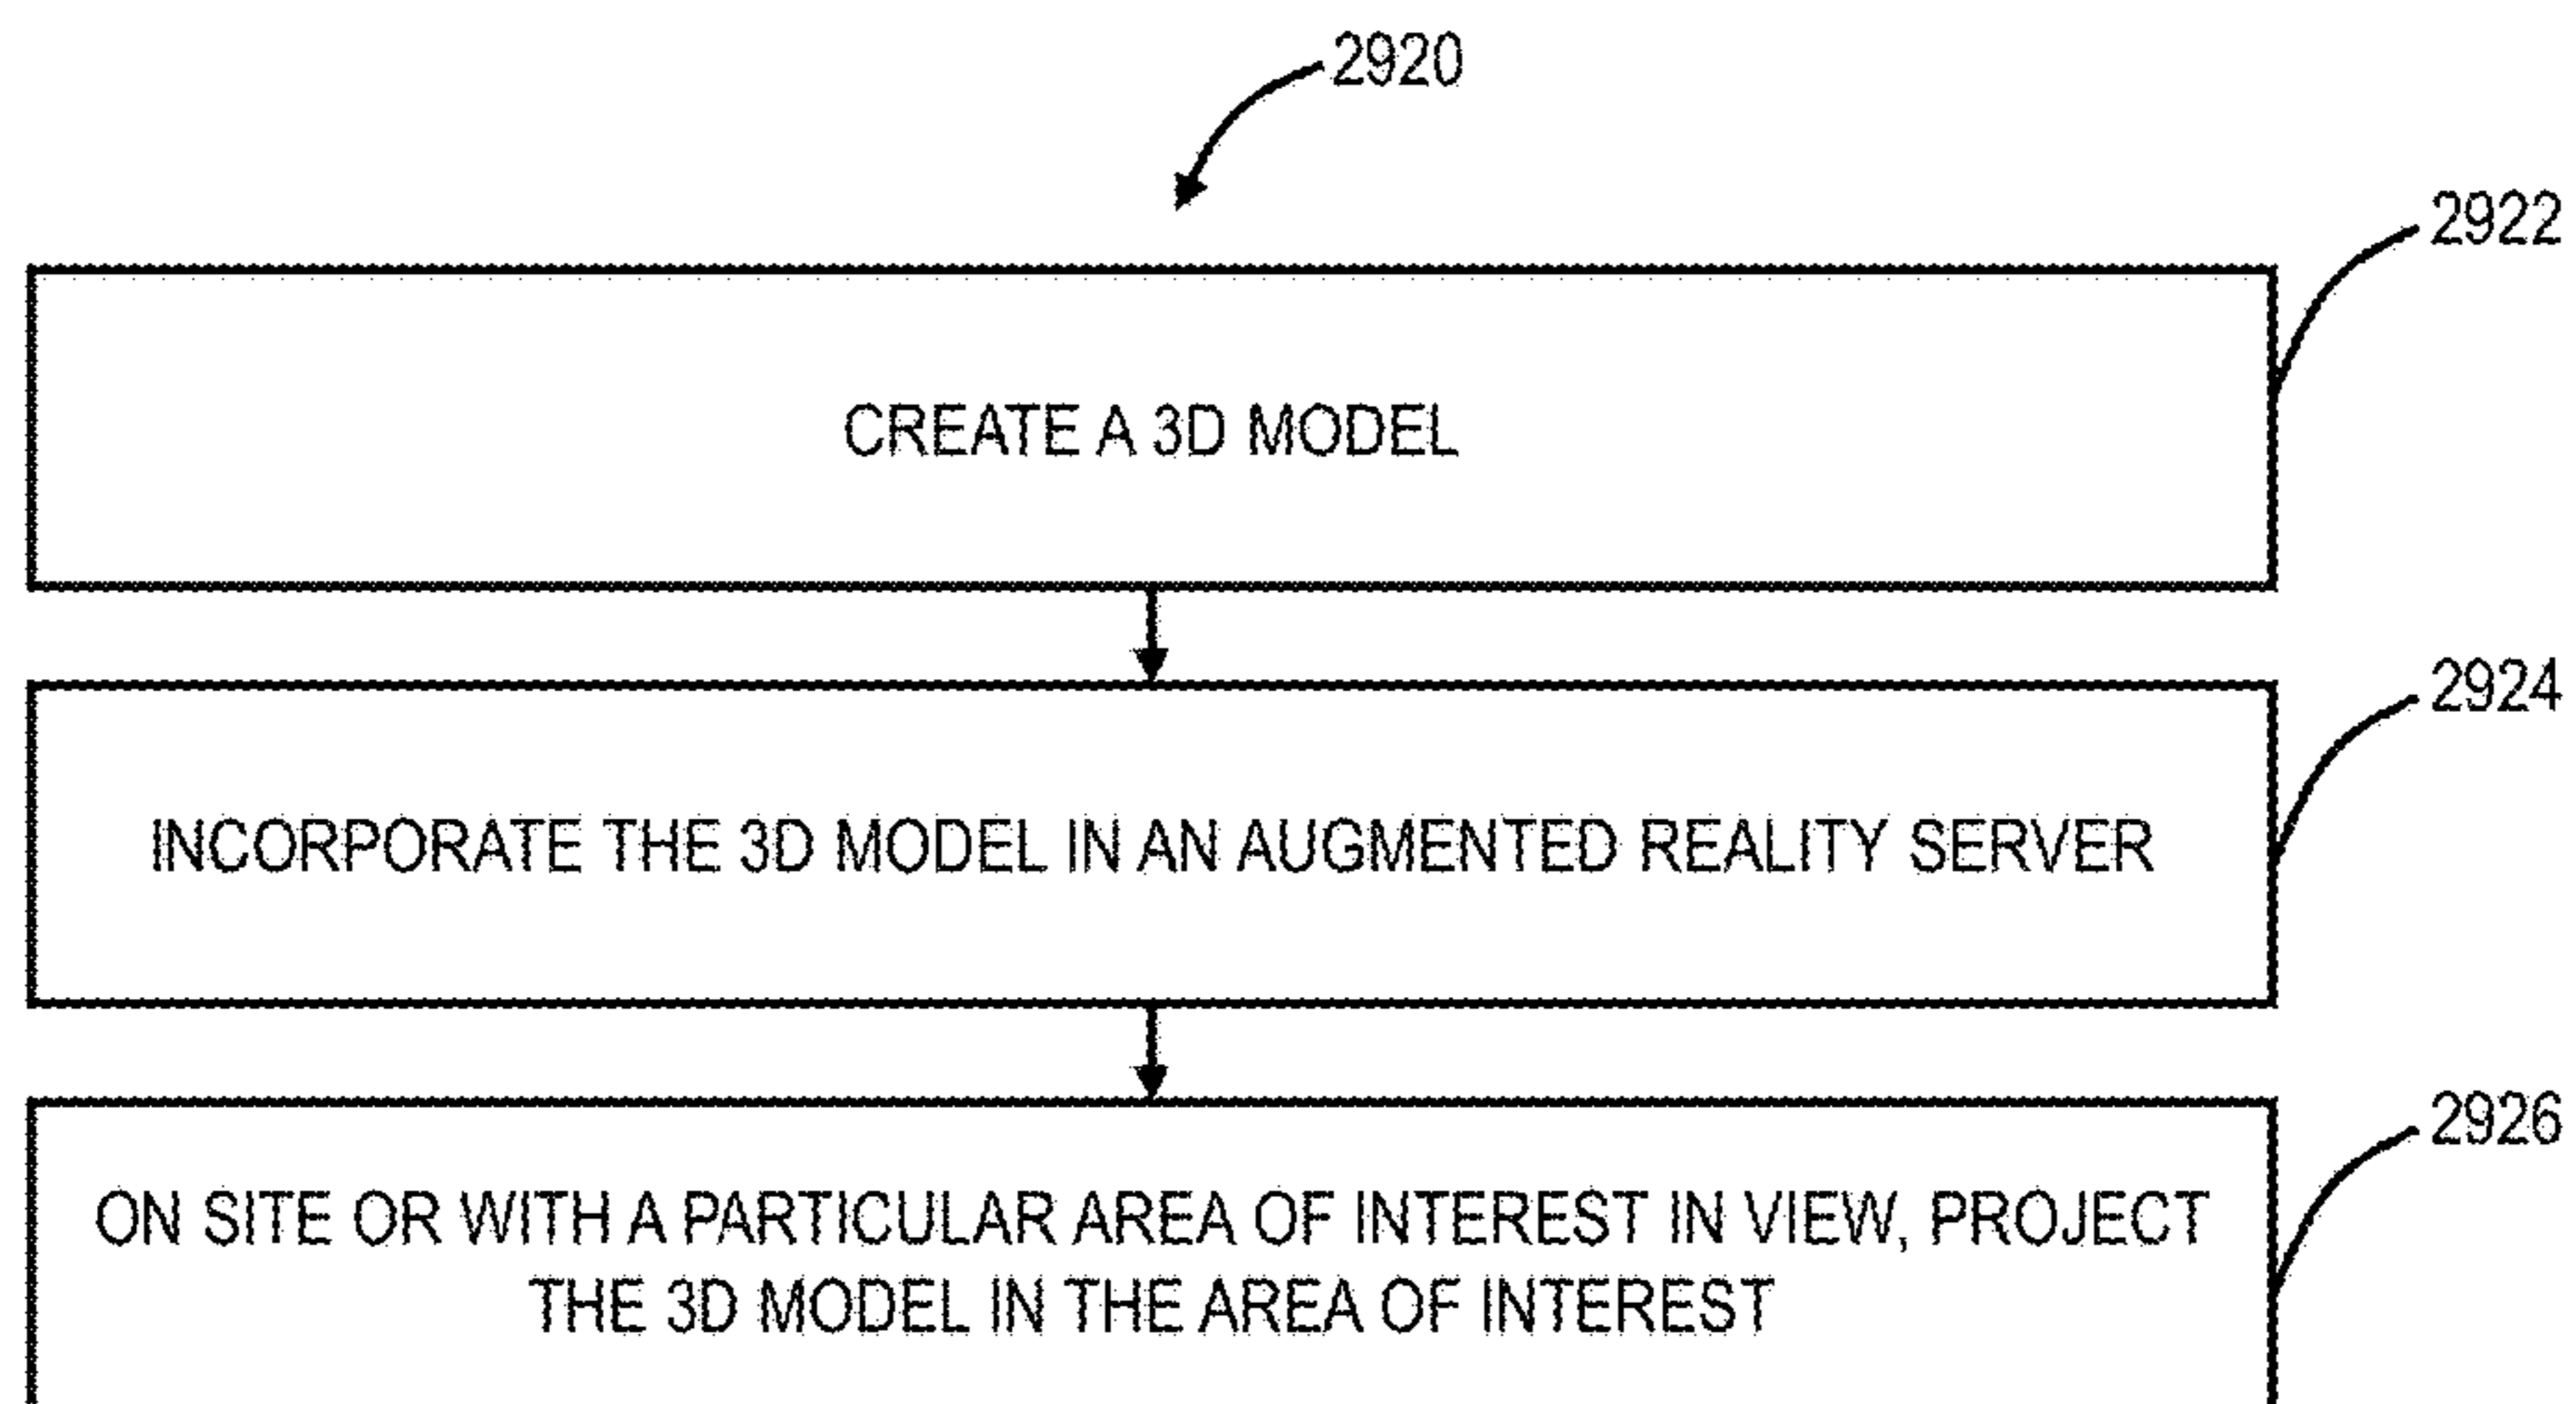 2920
2922
CREATE A 3D MODEL
2924
INCORPORATE THE 3D MODEL IN AN AUGMENTED REALITY SERVER
2926
ON SITE OR WITH A PARTICULAR AREA OF INTEREST IN VIEW, PROJECT
THE 3D MODEL IN THE AREA OF INTEREST